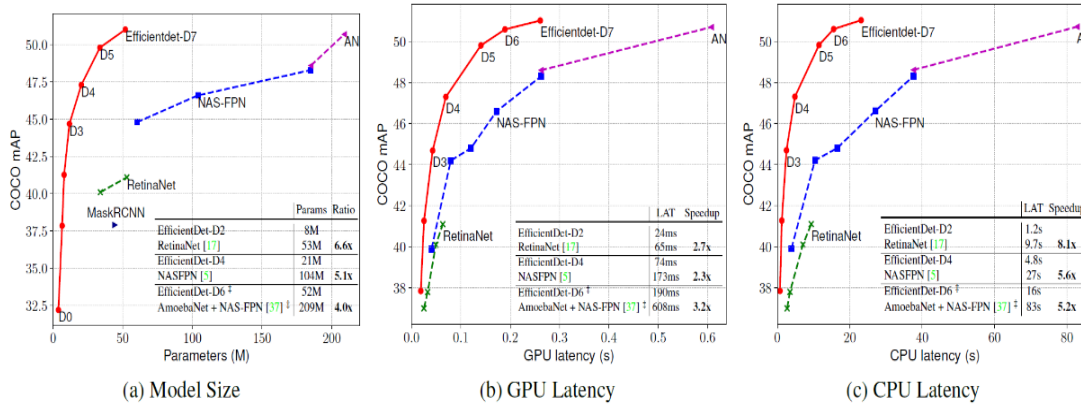 50.0
47.5
45.0
42.5
40.0
37.5
35.0
32.5
COCO mAP
Efficientdet-D7
D5
D4
D3
D0
AN
NAS-FPN
RetinaNet
MaskRCNN
Params Ratio
EfficientDet-D2 8M
RetinaNet [17] 53M 6.6x
EfficientDet-D4 21M
NASFPN [5] 104M 5.1x
EfficientDet-D6 ‡ 52M
AmoebaNet + NAS-FPN [37] ‡ 209M 4.0x
0 50 100 150 200
Parameters (M)
(a) Model Size
50
48
46
44
42
40
38
COCO mAP
Efficientdet-D7
D6
D5
D4
D3
AN
NAS-FPN
RetinaNet
LAT Speedup
EfficientDet-D2 24ms
RetinaNet [17] 65ms 2.7x
EfficientDet-D4 74ms
NASFPN [5] 173ms 2.3x
EfficientDet-D6 ‡ 190ms
AmoebaNet + NAS-FPN [37] ‡ 608ms 3.2x
0.0 0.1 0.2 0.3 0.4 0.5 0.6
GPU latency (s)
(b) GPU Latency
50
48
46
44
42
40
38
COCO mAP
Efficientdet-D7
D6
D5
D4
D3
AN
NAS-FPN
RetinaNet
LAT Speedup
EfficientDet-D2 1.2s
RetinaNet [17] 9.7s 8.1x
EfficientDet-D4 4.8s
NASFPN [5] 27s 5.6x
EfficientDet-D6 ‡ 16s
AmoebaNet + NAS-FPN [37] ‡ 83s 5.2x
0 20 40 60 80
CPU latency (s)
(c) CPU Latency